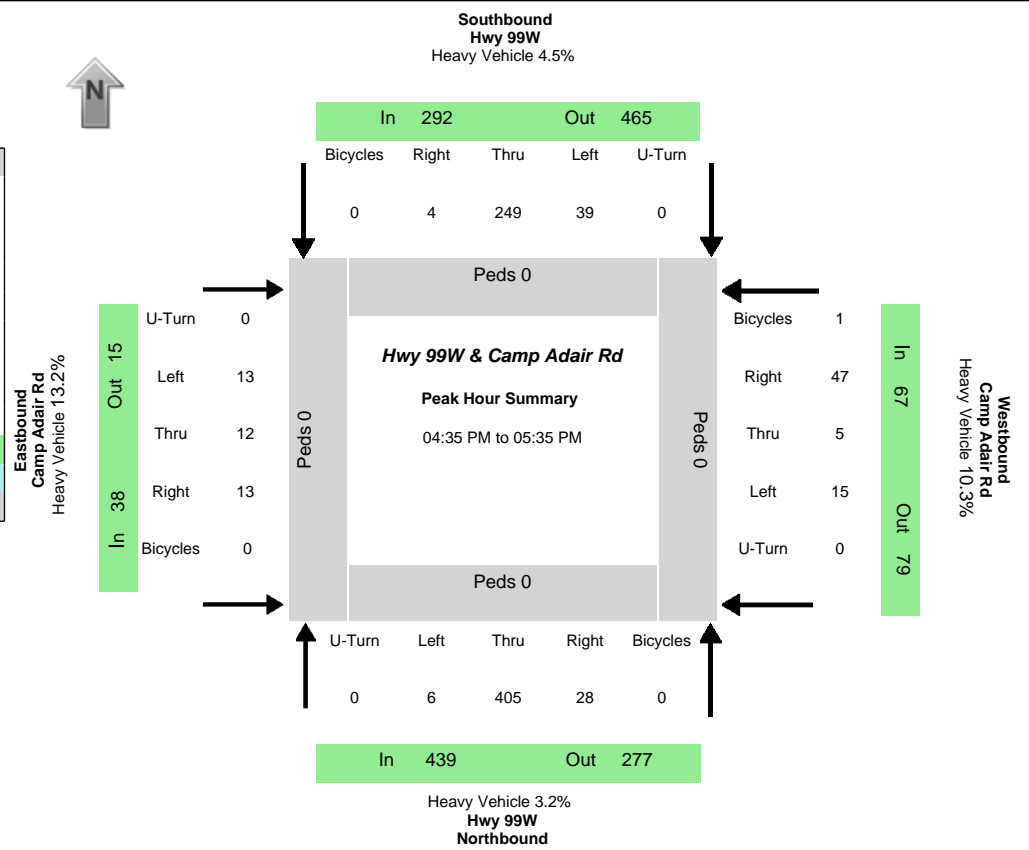 Southbound
Hwy 99W
Heavy Vehicle 4.5%
N
In 292 Out 465
Bicycles Right Thru Left U-Turn
0 4 249 39 0
Peds 0
Eastbound
Camp Adair Rd
Heavy Vehicle 13.2%
Out 15
In 38
U-Turn 0
Left 13
Thru 12
Right 13
Bicycles 0
Peds 0
Hwy 99W & Camp Adair Rd
Peak Hour Summary
04:35 PM to 05:35 PM
Peds 0
Bicycles 1
Right 47
Thru 5
Left 15
U-Turn 0
In 67
Out 79
Westbound
Camp Adair Rd
Heavy Vehicle 10.3%
Peds 0
U-Turn Left Thru Right Bicycles
0 6 405 28 0
In 439 Out 277
Heavy Vehicle 3.2%
Hwy 99W
Northbound